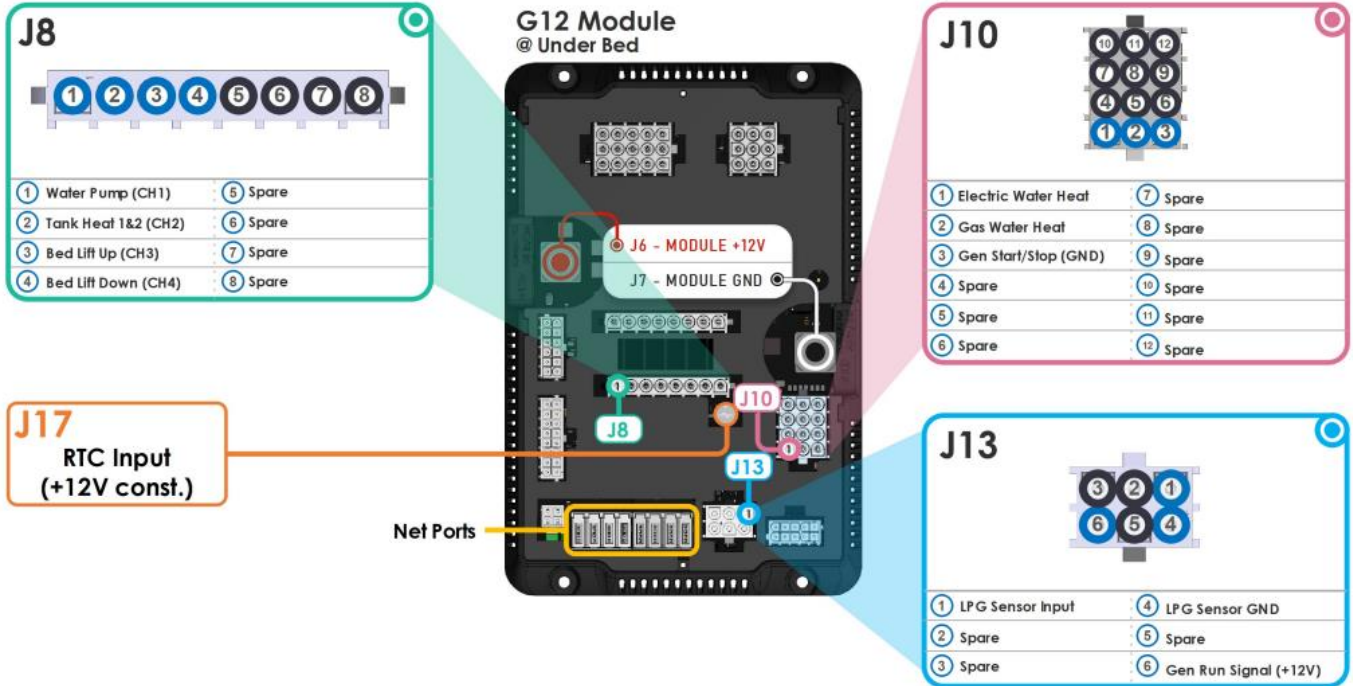 G12 Module
@ Under Bed
J8
1 2 3 4 5 6 7 8
1 Water Pump (CH1) 5 Spare
2 Tank Heat 1&2 (CH2) 6 Spare
3 Bed Lift Up (CH3) 7 Spare
4 Bed Lift Down (CH4) 8 Spare
J10
10 11 12
7 8 9
4 5 6
1 2 3
1 Electric Water Heat 7 Spare
2 Gas Water Heat 8 Spare
3 Gen Start/Stop (GND) 9 Spare
4 Spare 10 Spare
5 Spare 11 Spare
6 Spare 12 Spare
J6 - MODULE +12V
J7 - MODULE GND
1
J8
J10
1
J13
1
J17
RTC Input
(+12V const.)
Net Ports
J13
3 2 1
6 5 4
1 LPG Sensor Input 4 LPG Sensor GND
2 Spare 5 Spare
3 Spare 6 Gen Run Signal (+12V)